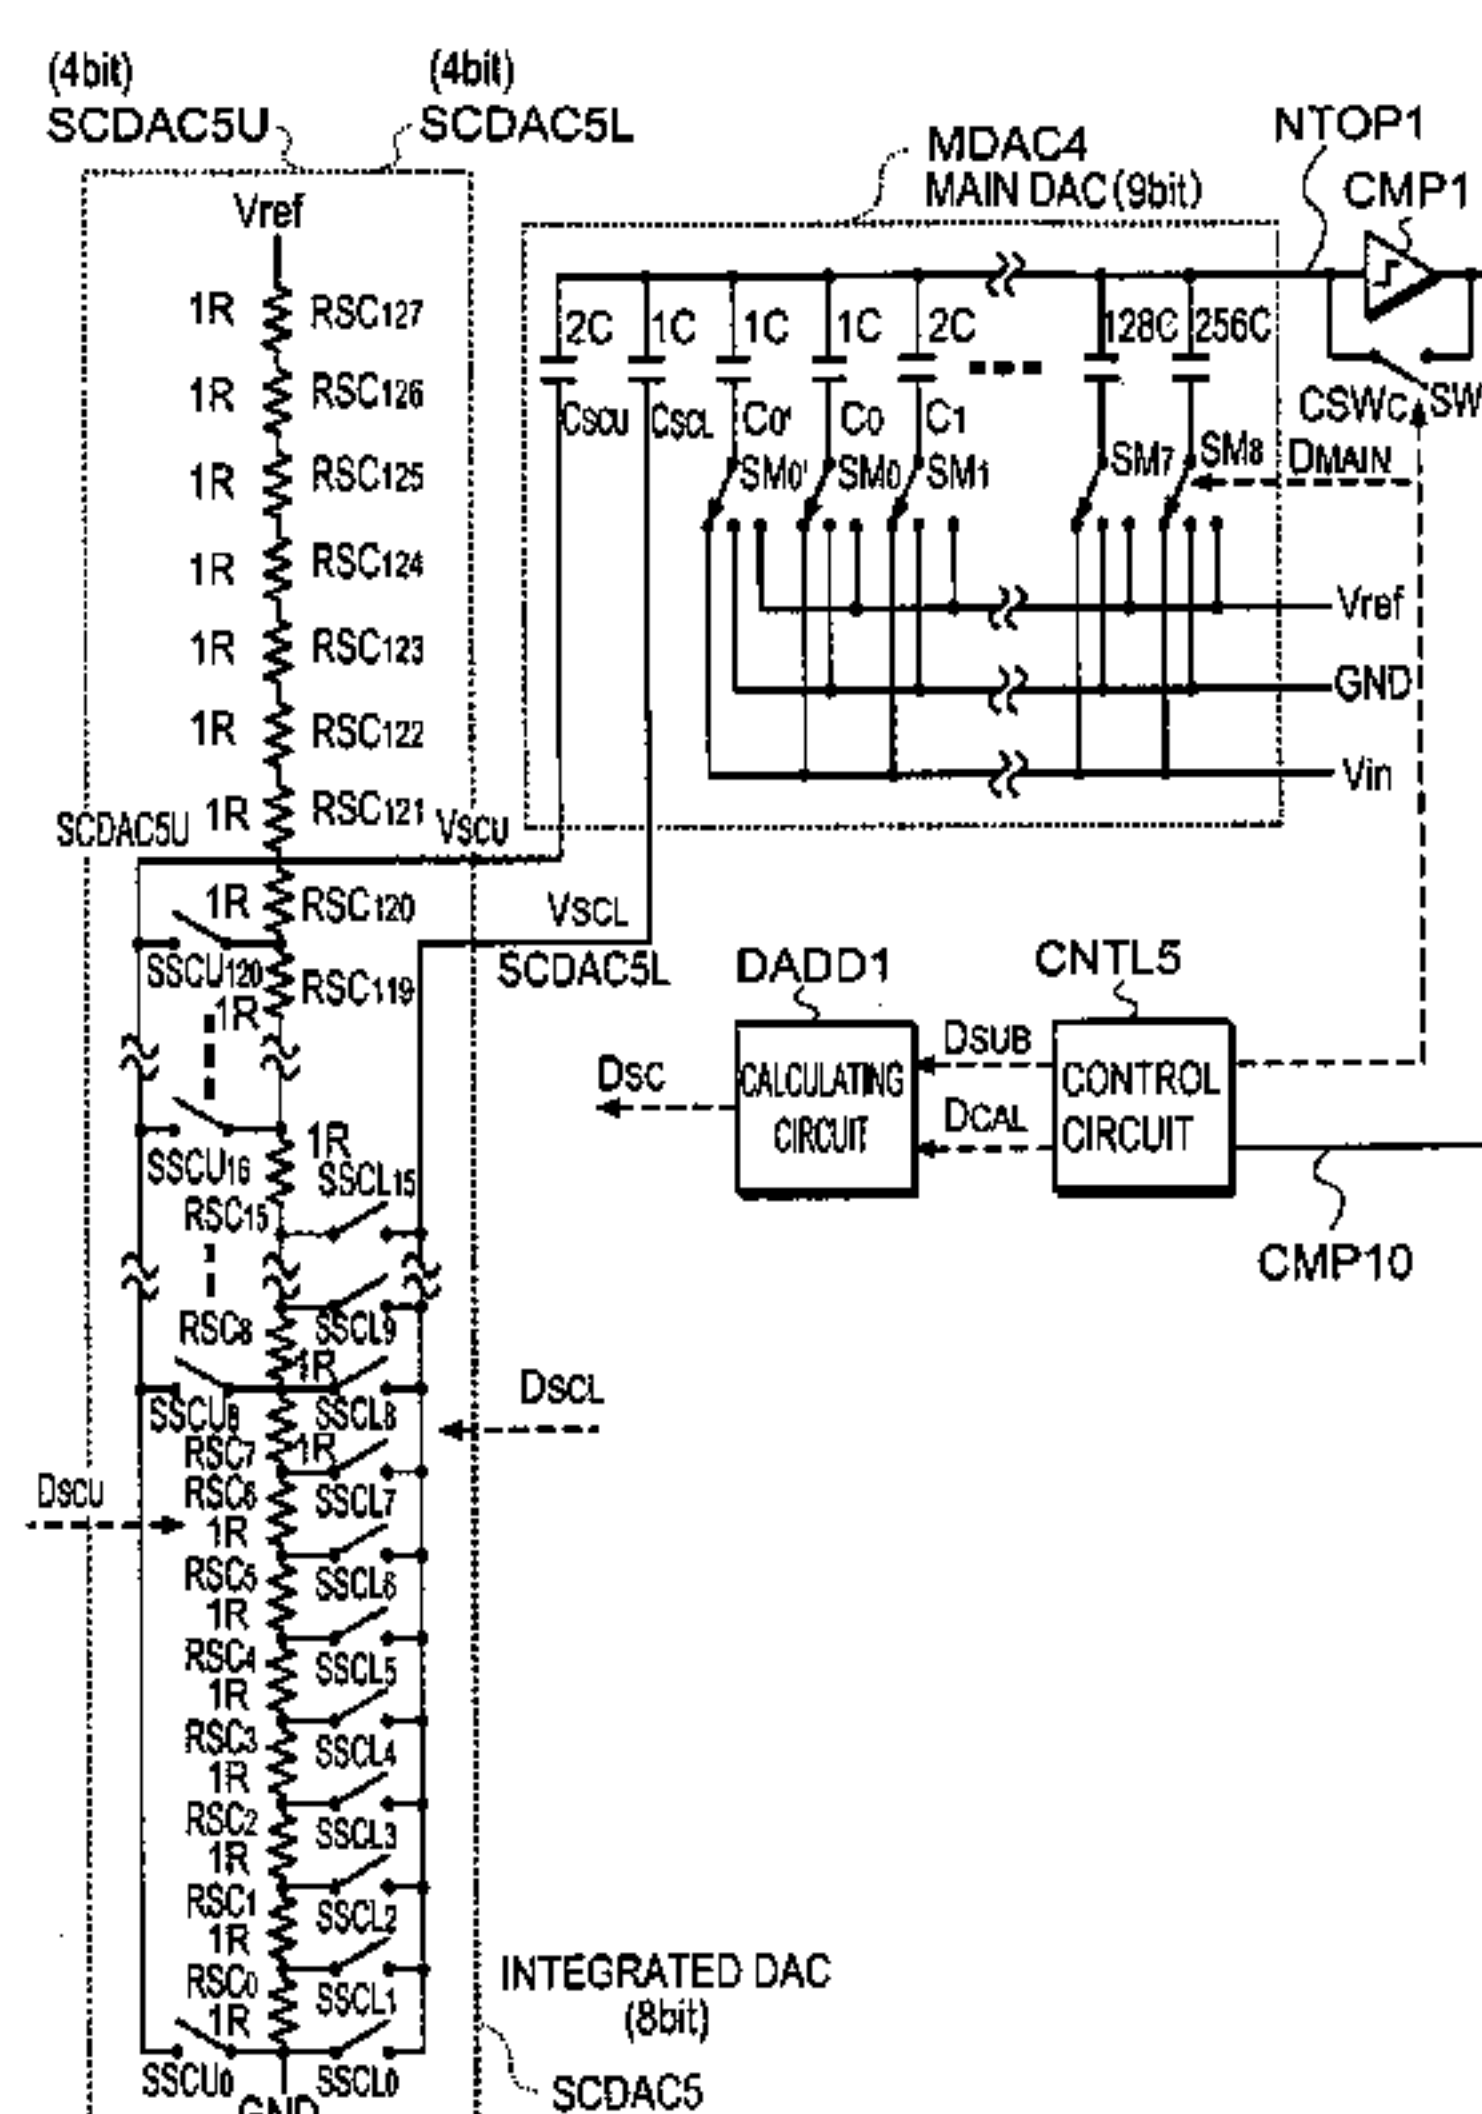 (4bit)
SCDAC5U
(4bit)
SCDAC5L
MDAC4
MAIN DAC (9bit)
NTOP1
CMP1
Vref
1R RSC127
1R RSC126
1R RSC125
1R RSC124
1R RSC123
1R RSC122
1R RSC121
SCDAC5U
VSCU
1R RSC120
SSCU120
RSC119
1R
VSCL
SCDAC5L
2C 1C 1C 1C 2C 128C 256C
CSCU CSCL C0' C0 C1
SM0' SM0 SM1 SM7 SM8
CSWC SW
DMAIN
Vref
GND
Vin
DADD1
CNTL5
DSC
CALCULATING
CIRCUIT
DSUB
DCAL
CONTROL
CIRCUIT
CMP10
SSCU16
1R
SSCL15
RSC15
RSC8
SSCL9
1R
SSCU8
SSCL8
DSCL
RSC7
1R
SSCL7
DSCU
RSC6
1R
SSCL6
RSC5
1R
SSCL5
RSC4
1R
SSCL4
RSC3
1R
SSCL3
RSC2
1R
SSCL2
RSC1
1R
SSCL1
RSC0
1R
SSCU0
SSCL0
GND
INTEGRATED DAC
(8bit)
SCDAC5